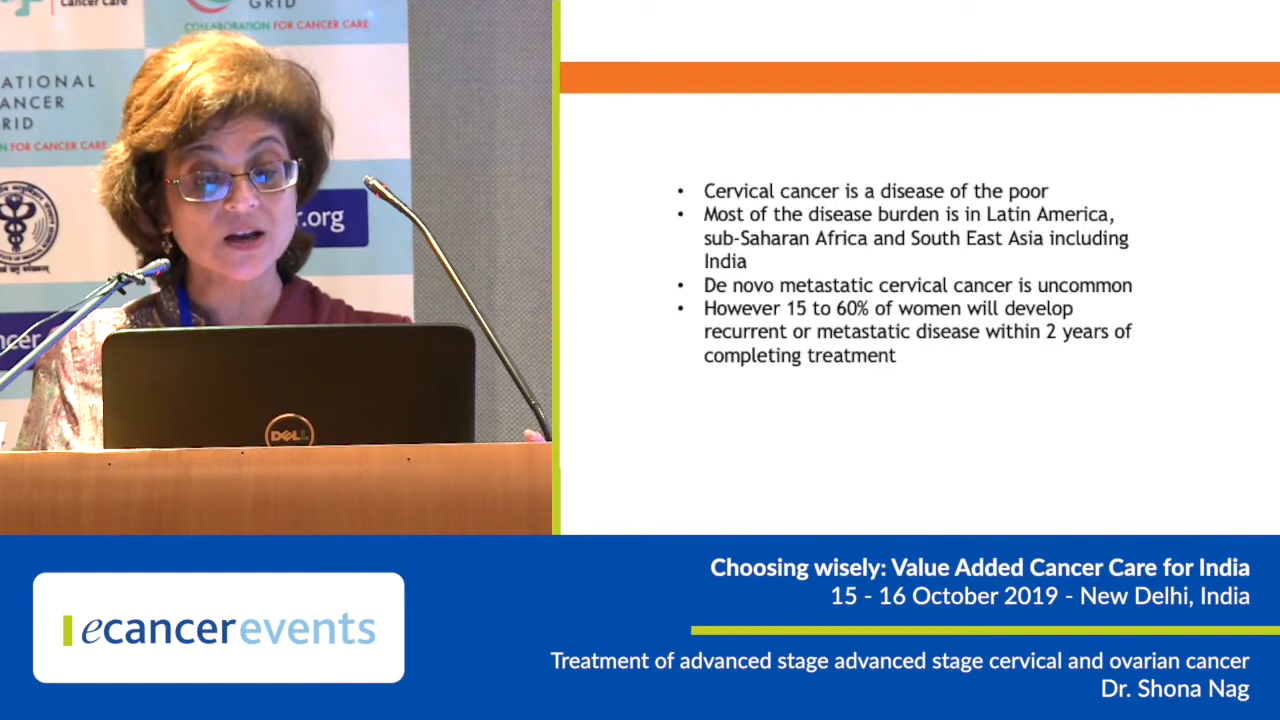 Cancer Care
GRID
COLLABORATION FOR CANCER CARE
ATIONAL
ANCER
RID
N FOR CANCER CARE
r.org
ncer
DELL
• Cervical cancer is a disease of the poor
• Most of the disease burden is in Latin America,
sub-Saharan Africa and South East Asia including
India
• De novo metastatic cervical cancer is uncommon
• However 15 to 60% of women will develop
recurrent or metastatic disease within 2 years of
completing treatment
ecancerevents
Choosing wisely: Value Added Cancer Care for India
15 - 16 October 2019 - New Delhi, India
Treatment of advanced stage advanced stage cervical and ovarian cancer
Dr. Shona Nag